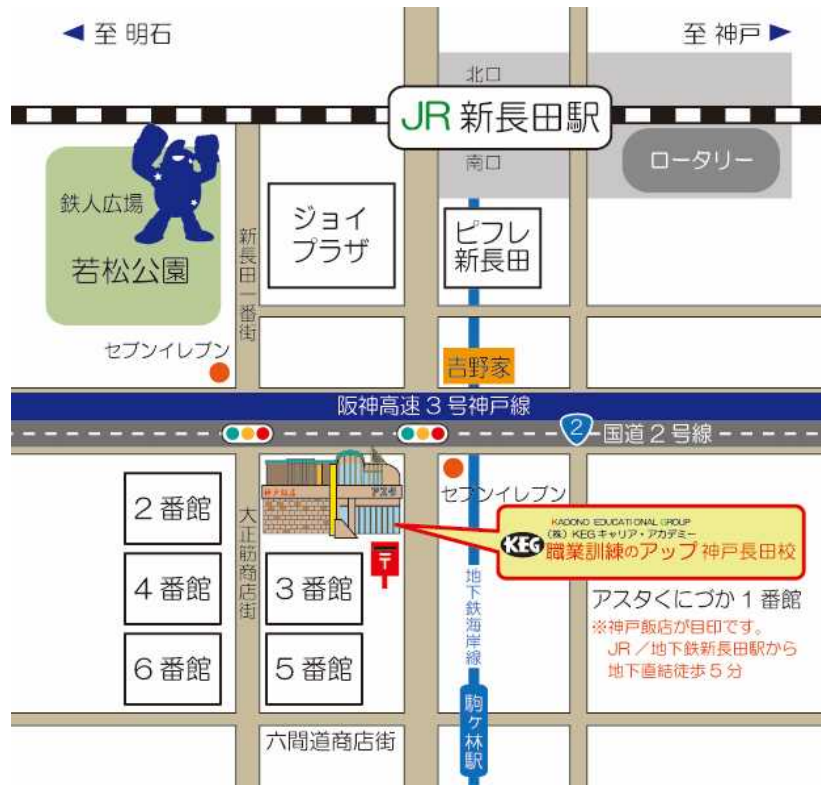 至 明石
至 神戸
北口
JR 新長田駅
南口
ロータリー
鉄人広場
若松公園
新長田一番街
ジョイ
プラザ
ピフレ
新長田
セブンイレブン
吉野家
阪神高速3号神戸線
2
国道2号線
神戸飯店
アスタ
セブンイレブン
2番館
大正筋商店街
〒
KADONO EDUCATIONAL GROUP
(株)KEGキャリア・アカデミー
KEG
職業訓練のアップ 神戸長田校
4番館
3番館
地下鉄海岸線
アスタくにづか1番館
※神戸飯店が目印です。
JR/地下鉄新長田駅から
地下直結徒歩5分
6番館
5番館
駒ヶ林駅
六間道商店街